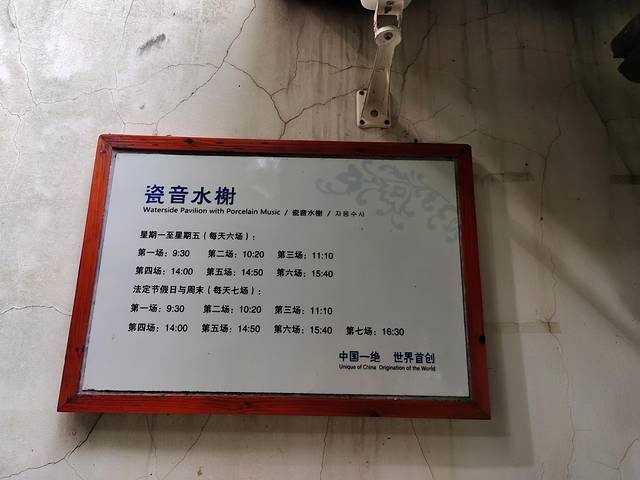 瓷音水榭
Waterside Pavilion with Porcelain Music / 瓷音水榭 / 자음수사
星期一至星期五（每天六场）：
第一场：9:30 第二场：10:20 第三场：11:10
第四场：14:00 第五场：14:50 第六场：15:40
法定节假日与周末（每天七场）：
第一场：9:30 第二场：10:20 第三场：11:10
第四场：14:00 第五场：14:50 第六场：15:40 第七场：16:30
中国一绝 世界首创
Unique of China Origination of the World